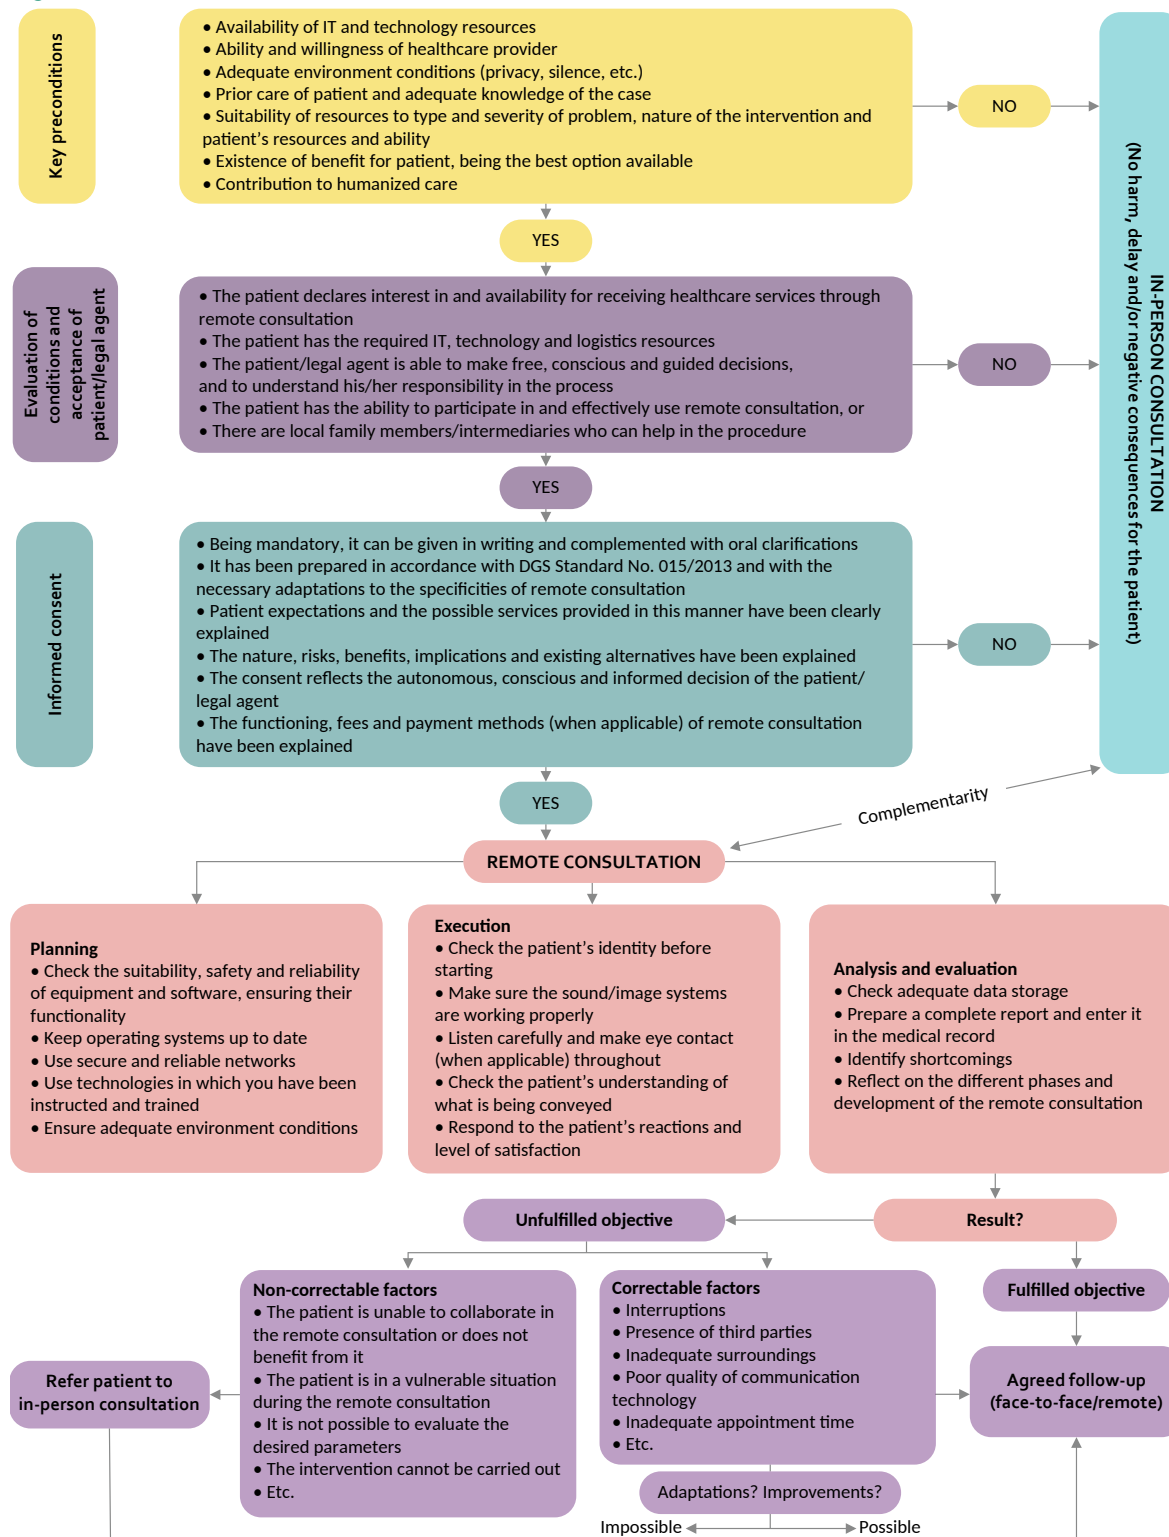 Key preconditions
• Availability of IT and technology resources
• Ability and willingness of healthcare provider
• Adequate environment conditions (privacy, silence, etc.)
• Prior care of patient and adequate knowledge of the case
• Suitability of resources to type and severity of problem, nature of the intervention and
patient's resources and ability
• Existence of benefit for patient, being the best option available
• Contribution to humanized care
NO
YES
IN-PERSON CONSULTATION
(No harm, delay and/or negative consequences for the patient)
Evaluation of
conditions and
acceptance of
patient/legal agent
• The patient declares interest in and availability for receiving healthcare services through
remote consultation
• The patient has the required IT, technology and logistics resources
• The patient/legal agent is able to make free, conscious and guided decisions,
and to understand his/her responsibility in the process
• The patient has the ability to participate in and effectively use remote consultation, or
• There are local family members/intermediaries who can help in the procedure
NO
YES
Informed consent
• Being mandatory, it can be given in writing and complemented with oral clarifications
• It has been prepared in accordance with DGS Standard No. 015/2013 and with the
necessary adaptations to the specificities of remote consultation
• Patient expectations and the possible services provided in this manner have been clearly
explained
• The nature, risks, benefits, implications and existing alternatives have been explained
• The consent reflects the autonomous, conscious and informed decision of the patient/
legal agent
• The functioning, fees and payment methods (when applicable) of remote consultation
have been explained
NO
YES
Complementarity
REMOTE CONSULTATION
Planning
• Check the suitability, safety and reliability
of equipment and software, ensuring their
functionality
• Keep operating systems up to date
• Use secure and reliable networks
• Use technologies in which you have been
instructed and trained
• Ensure adequate environment conditions
Execution
• Check the patient's identity before
starting
• Make sure the sound/image systems
are working properly
• Listen carefully and make eye contact
(when applicable) throughout
• Check the patient's understanding of
what is being conveyed
• Respond to the patient's reactions and
level of satisfaction
Analysis and evaluation
• Check adequate data storage
• Prepare a complete report and enter it
in the medical record
• Identify shortcomings
• Reflect on the different phases and
development of the remote consultation
Unfulfilled objective
Result?
Non-correctable factors
• The patient is unable to collaborate in
the remote consultation or does not
benefit from it
• The patient is in a vulnerable situation
during the remote consultation
• It is not possible to evaluate the
desired parameters
• The intervention cannot be carried out
• Etc.
Correctable factors
• Interruptions
• Presence of third parties
• Inadequate surroundings
• Poor quality of communication
technology
• Inadequate appointment time
• Etc.
Fulfilled objective
Refer patient to
in-person consultation
Agreed follow-up
(face-to-face/remote)
Adaptations? Improvements?
Impossible
Possible